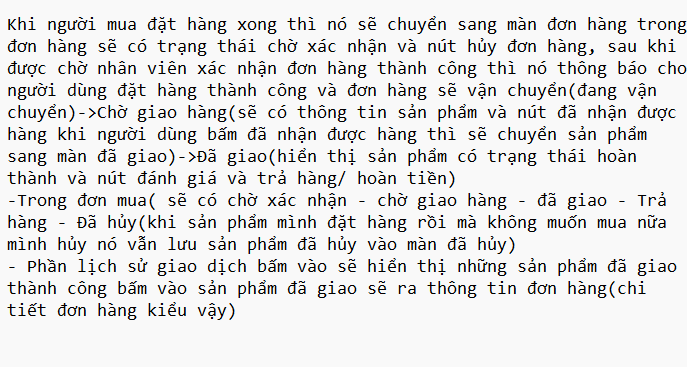 Khi người mua đặt hàng xong thì nó sẽ chuyển sang màn đơn hàng trong
đơn hàng sẽ có trạng thái chờ xác nhận và nút hủy đơn hàng, sau khi
được chờ nhân viên xác nhận đơn hàng thành công thì nó thông báo cho
người dùng đặt hàng thành công và đơn hàng sẽ vận chuyển(đang vận
chuyển)->Chờ giao hàng(sẽ có thông tin sản phẩm và nút đã nhận được
hàng khi người dùng bấm đã nhận được hàng thì sẽ chuyển sản phẩm
sang màn đã giao)->Đã giao(hiển thị sản phẩm có trạng thái hoàn
thành và nút đánh giá và trả hàng/ hoàn tiền)
-Trong đơn mua( sẽ có chờ xác nhận - chờ giao hàng - đã giao - Trả
hàng - Đã hủy(khi sản phẩm mình đặt hàng rồi mà không muốn mua nữa
mình hủy nó vẫn lưu sản phẩm đã hủy vào màn đã hủy)
- Phần lịch sử giao dịch bấm vào sẽ hiển thị những sản phẩm đã giao
thành công bấm vào sản phẩm đã giao sẽ ra thông tin đơn hàng(chi
tiết đơn hàng kiểu vậy)